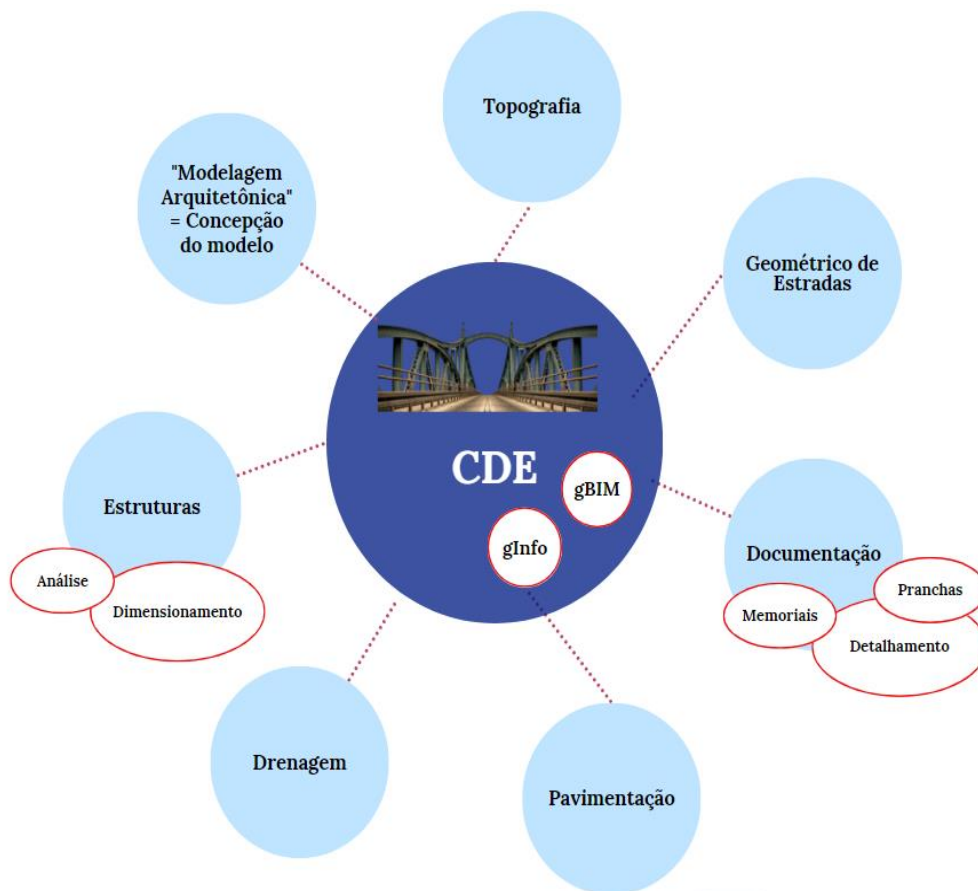 Topografia
"Modelagem
Arquitetônica"
= Concepção
do modelo
Geométrico de
Estradas
CDE
gBIM
gInfo
Estruturas
Análise
Dimensionamento
Documentação
Pranchas
Memoriais
Detalhamento
Drenagem
Pavimentação